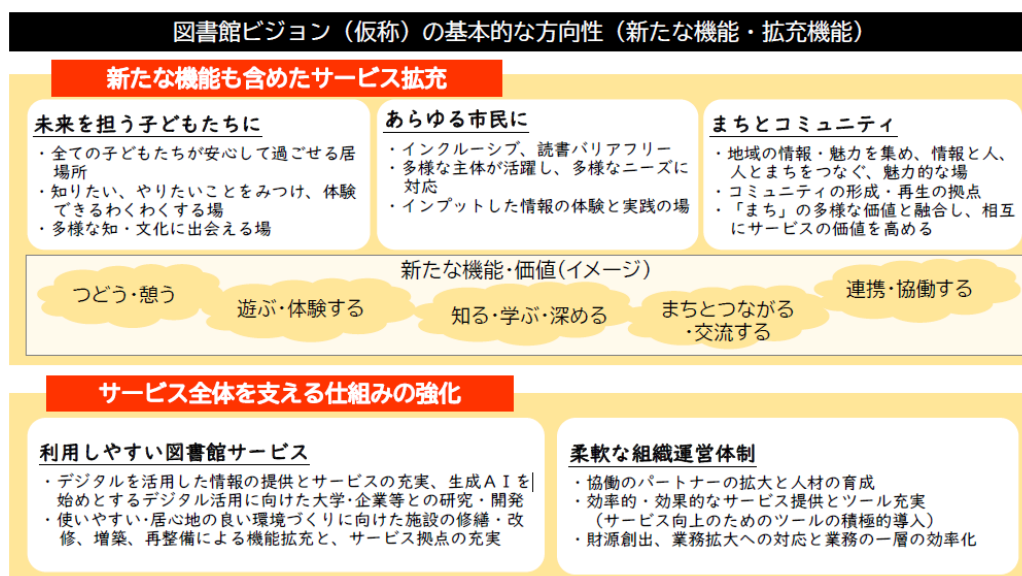 図書館ビジョン（仮称）の基本的な方向性（新たな機能・拡充機能）
新たな機能も含めたサービス拡充
未来を担う子どもたちに
・全ての子どもたちが安心して過ごせる居
場所
・知りたい、やりたいことをみつけ、体験
できるわくわくする場
・多様な知・文化に出会える場
あらゆる市民に
・インクルーシブ、読書バリアフリー
・多様な主体が活躍し、多様なニーズに
対応
・インプットした情報の体験と実践の場
まちとコミュニティ
・地域の情報・魅力を集め、情報と人、
人とまちをつなぐ、魅力的な場
・コミュニティの形成・再生の拠点
・「まち」の多様な価値と融合し、相互
にサービスの価値を高める
新たな機能・価値(イメージ)
つどう・憩う
遊ぶ・体験する
知る・学ぶ・深める
まちとつながる
・交流する
連携・協働する
サービス全体を支える仕組みの強化
利用しやすい図書館サービス
・デジタルを活用した情報の提供とサービスの充実、生成ＡＩを
始めとするデジタル活用に向けた大学・企業等との研究・開発
・使いやすい・居心地の良い環境づくりに向けた施設の修繕・改
修、増築、再整備による機能拡充と、サービス拠点の充実
柔軟な組織運営体制
・協働のパートナーの拡大と人材の育成
・効率的・効果的なサービス提供とツール充実
（サービス向上のためのツールの積極的導入）
・財源創出、業務拡大への対応と業務の一層の効率化